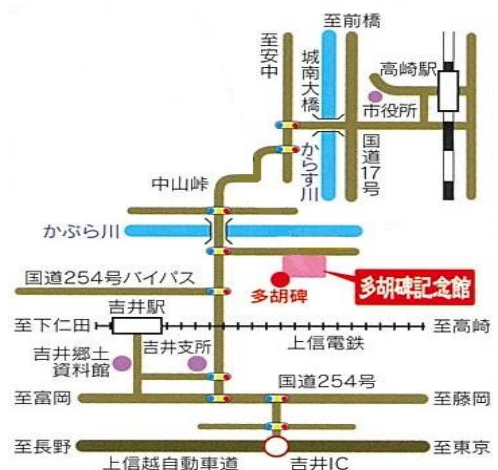 至前橋
至安中
城南大橋
高崎駅
市役所
からす川
国道17号
中山峠
かぶら川
国道254号バイパス
多胡碑
多胡碑記念館
吉井駅
至下仁田
至高崎
上信電鉄
吉井郷土
資料館
吉井支所
国道254号
至富岡
至藤岡
至長野
至東京
上信越自動車道
吉井IC